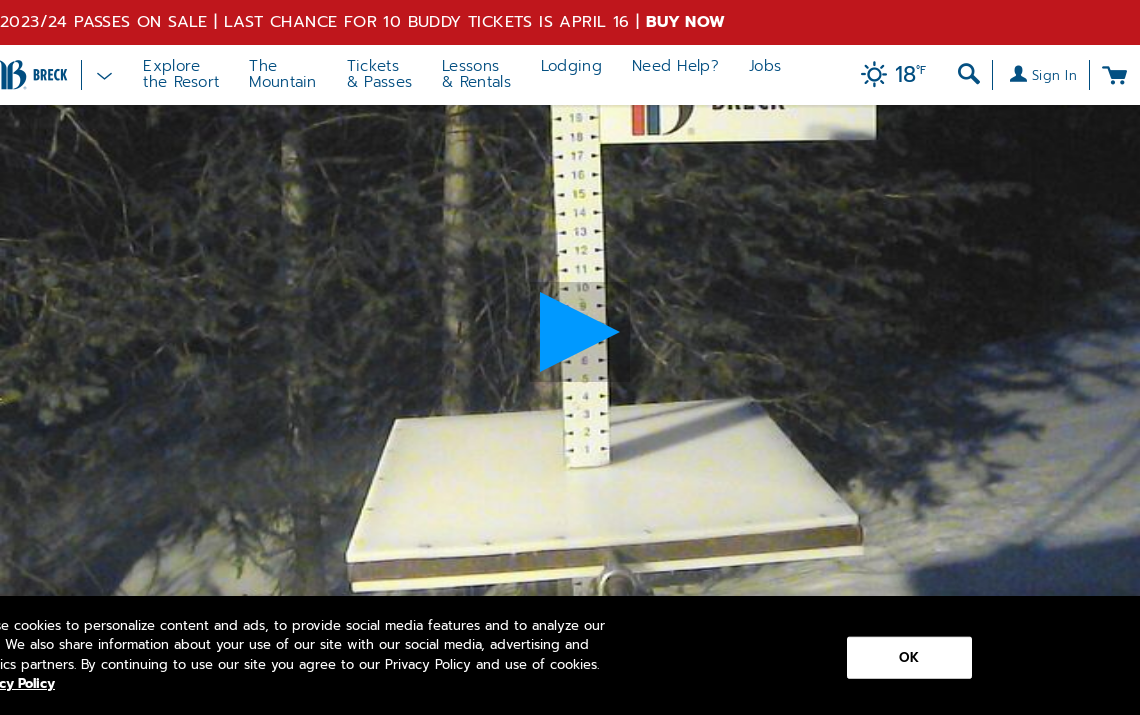 2023/24 PASSES ON SALE | LAST CHANCE FOR 10 BUDDY TICKETS IS APRIL 16 | BUY NOW
BRECK
Explore
the Resort
The
Mountain
Tickets
& Passes
Lessons
& Rentals
Lodging
Need Help?
Jobs
18°F
Sign In
BRECK
19
18
17
16
15
14
13
12
11
10
9
6
5
4
3
2
1
se cookies to personalize content and ads, to provide social media features and to analyze our
We also share information about your use of our site with our social media, advertising and
ics partners. By continuing to use our site you agree to our Privacy Policy and use of cookies.
cy Policy
OK